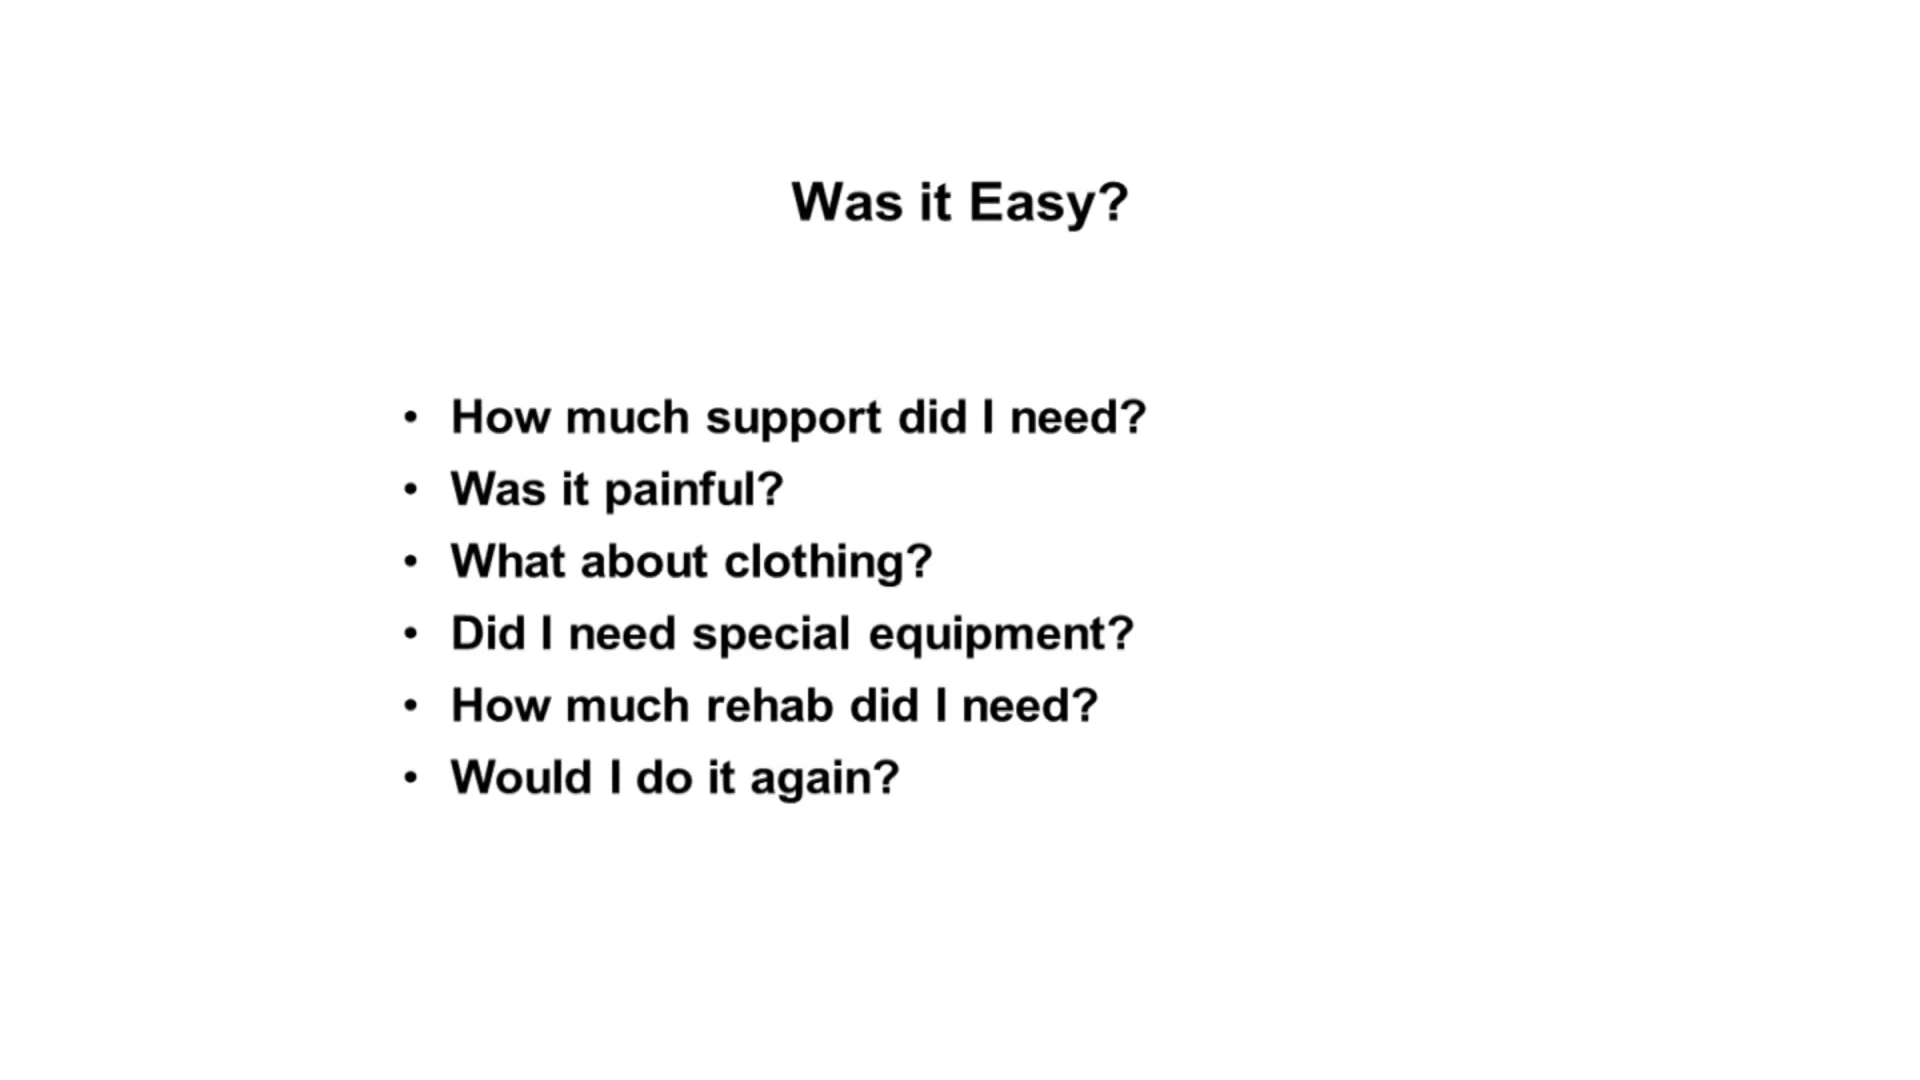 Was it Easy?
• How much support did I need?
• Was it painful?
• What about clothing?
• Did I need special equipment?
• How much rehab did I need?
• Would I do it again?